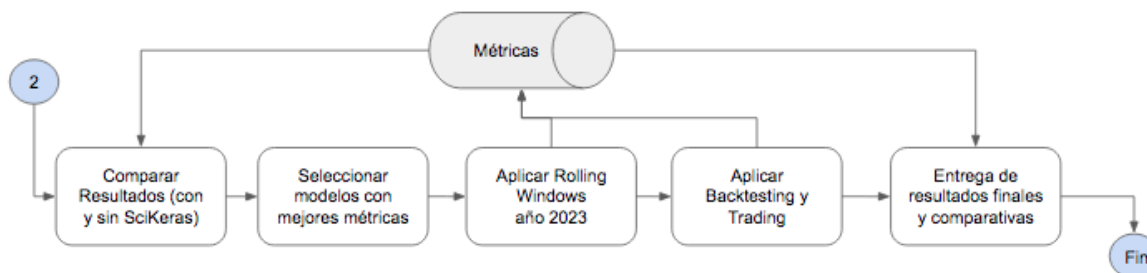 Métricas
2
Comparar
Resultados (con
y sin SciKeras)
Seleccionar
modelos con
mejores métricas
Aplicar Rolling
Windows
año 2023
Aplicar
Backtesting y
Trading
Entrega de
resultados finales
y comparativas
Fin